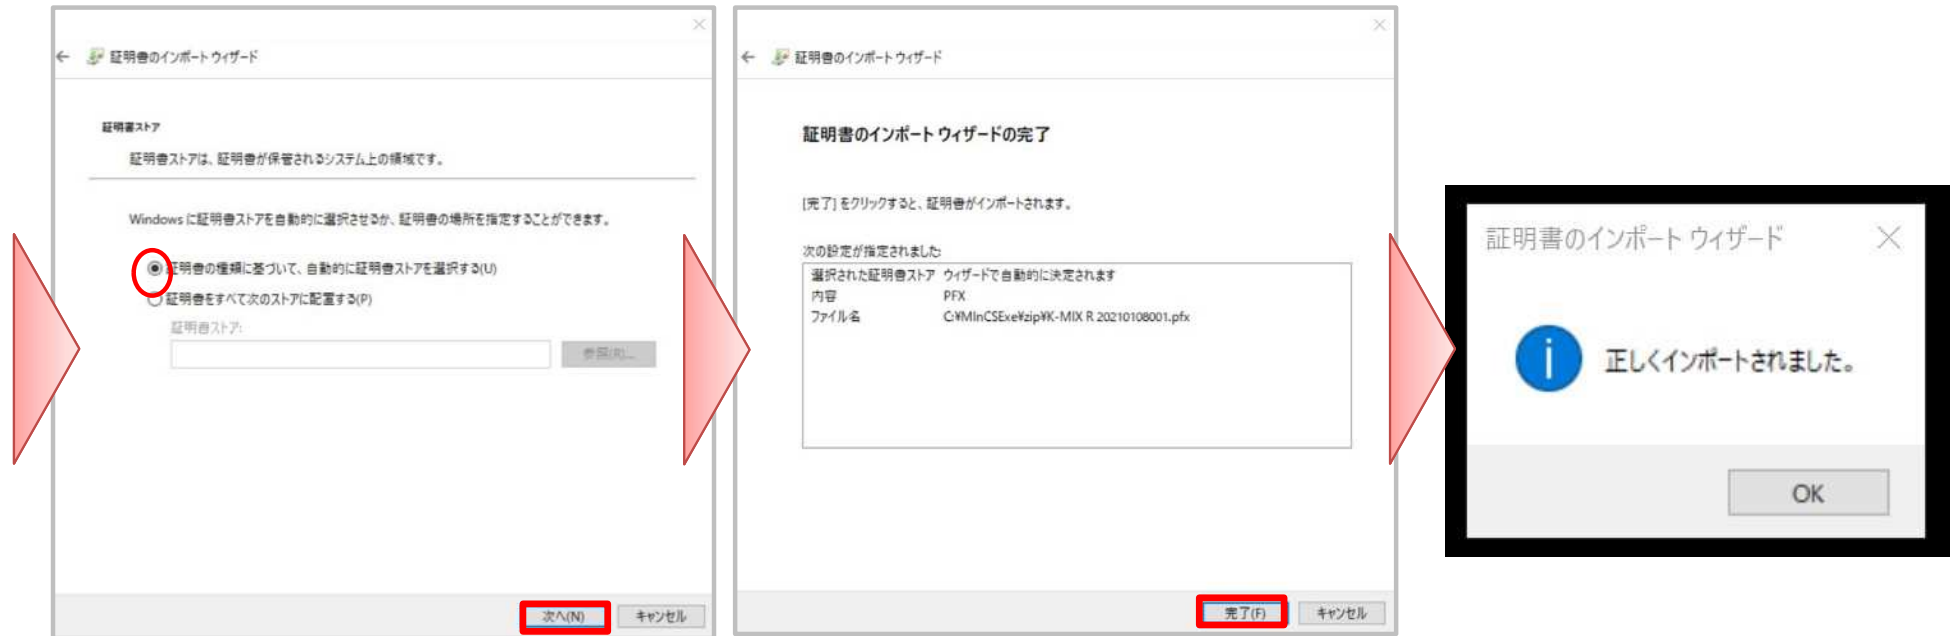 ← 証明書のインポート ウィザード
証明書ストア
証明書ストアは、証明書が保管されるシステム上の領域です。
Windows に証明書ストアを自動的に選択させるか、証明書の場所を指定することができます。
証明書の種類に基づいて、自動的に証明書ストアを選択する(U)
証明書をすべて次のストアに配置する(P)
証明書ストア:
参照(R)...
次へ(N)
キャンセル
← 証明書のインポート ウィザード
証明書のインポート ウィザードの完了
[完了] をクリックすると、証明書がインポートされます。
次の設定が指定されました:
選択された証明書ストア ウィザードで自動的に決定されます
内容 PFX
ファイル名 C:¥MInCSExe¥zip¥K-MIX R 20210108001.pfx
完了(F)
キャンセル
証明書のインポート ウィザード
正しくインポートされました。
OK